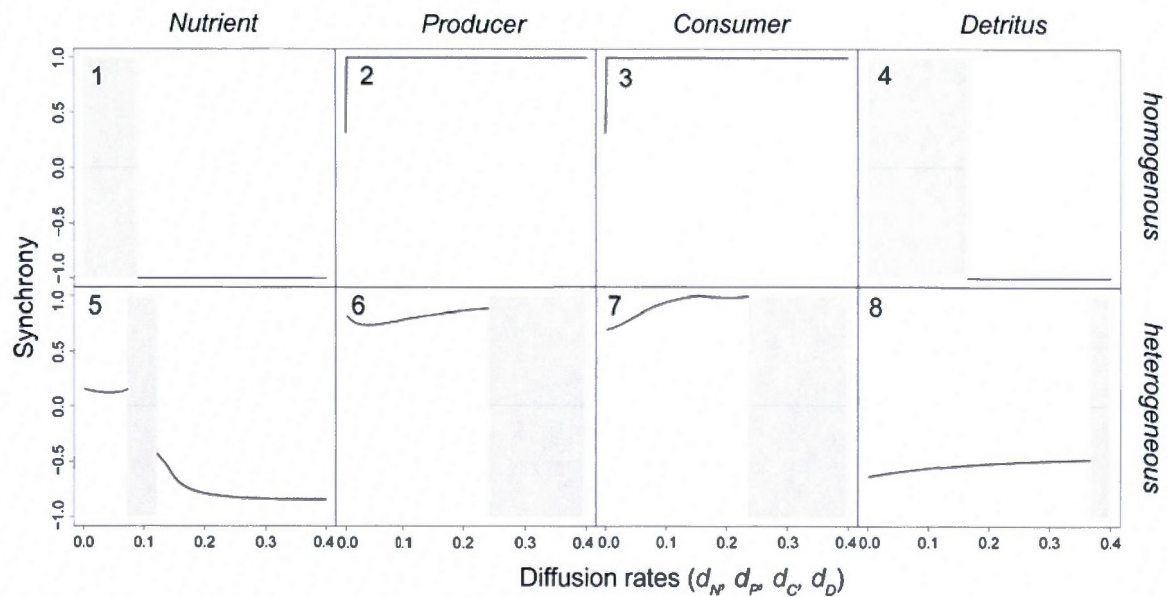 Nutrient Producer Consumer Detritus
1 2 3 4
1.0
0.5
0.0
−0.5
−1.0
homogenous
5 6 7 8
1.0
0.5
0.0
−0.5
−1.0
heterogeneous
Synchrony
0.0 0.1 0.2 0.3 0.4 0.0 0.1 0.2 0.3 0.4 0.0 0.1 0.2 0.3 0.4 0.0 0.1 0.2 0.3 0.4
Diffusion rates (d_N, d_P, d_C, d_D)